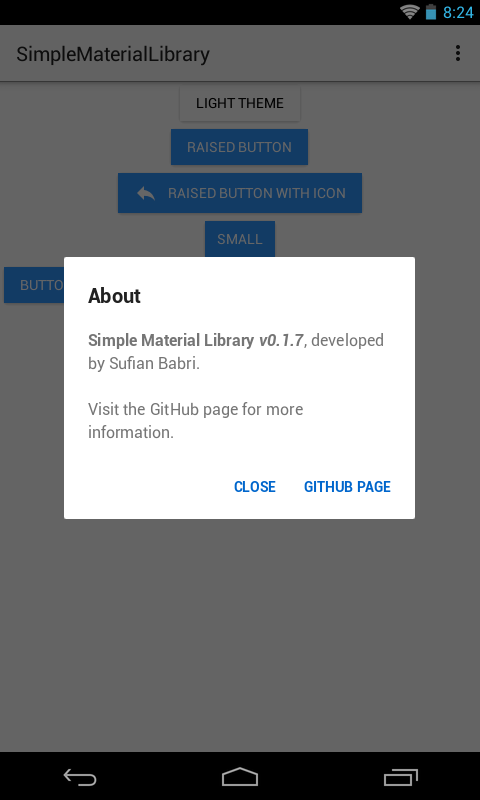 8:24
SimpleMaterialLibrary
LIGHT THEME
RAISED BUTTON
RAISED BUTTON WITH ICON
SMALL
About
Simple Material Library v0.1.7, developed
by Sufian Babri.
Visit the GitHub page for more
information.
CLOSE GITHUB PAGE